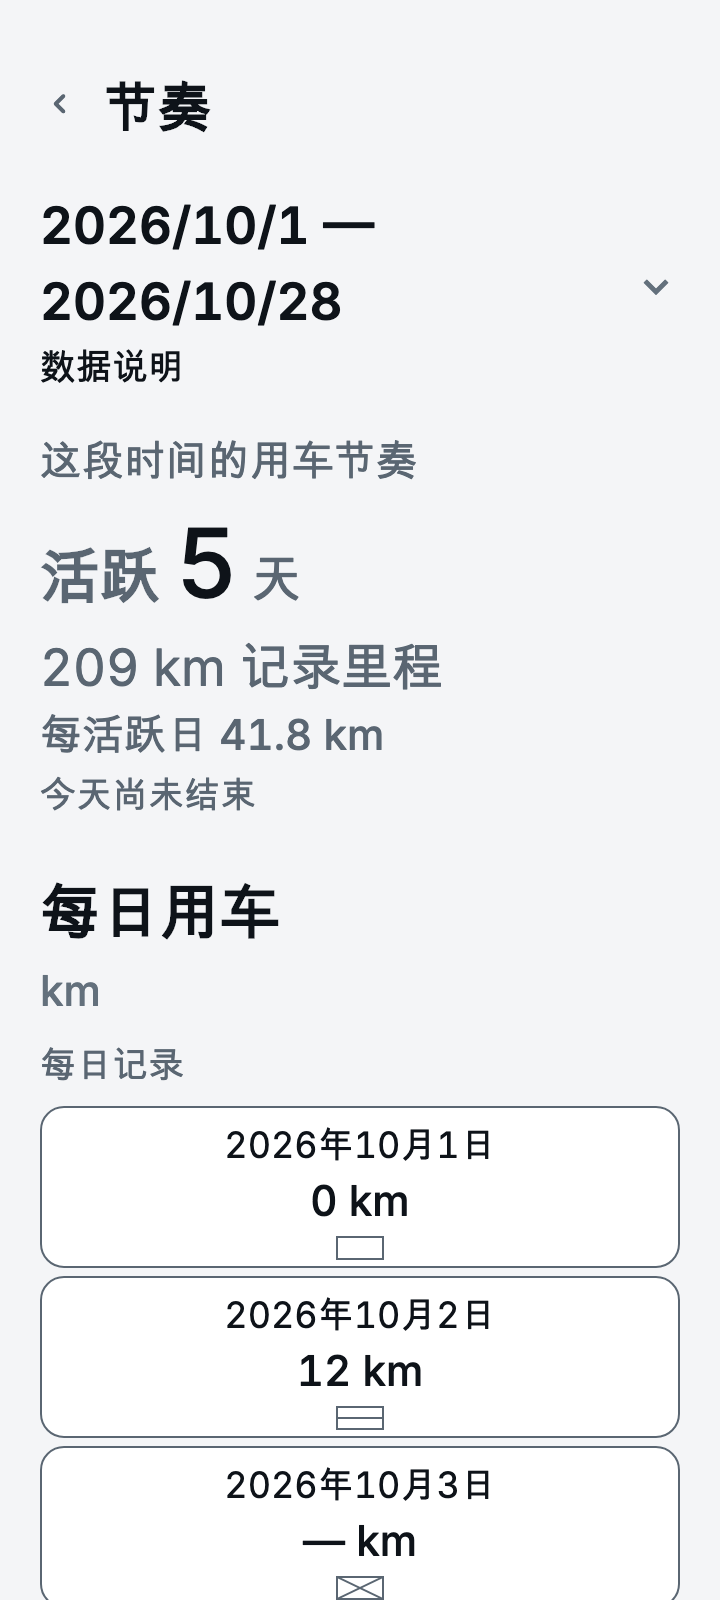 节奏
2026/10/1 —
2026/10/28
数据说明
这段时间的用车节奏
活跃 5 天
209 km 记录里程
每活跃日 41.8 km
今天尚未结束
每日用车
km
每日记录
2026年10月1日
0 km
2026年10月2日
12 km
2026年10月3日
— km